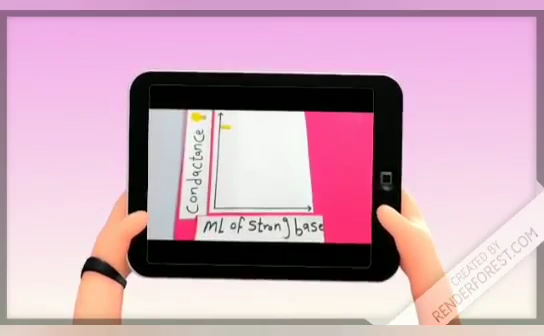 Conductance
mL of strong base
CREATED BY
RENDERFOREST.COM